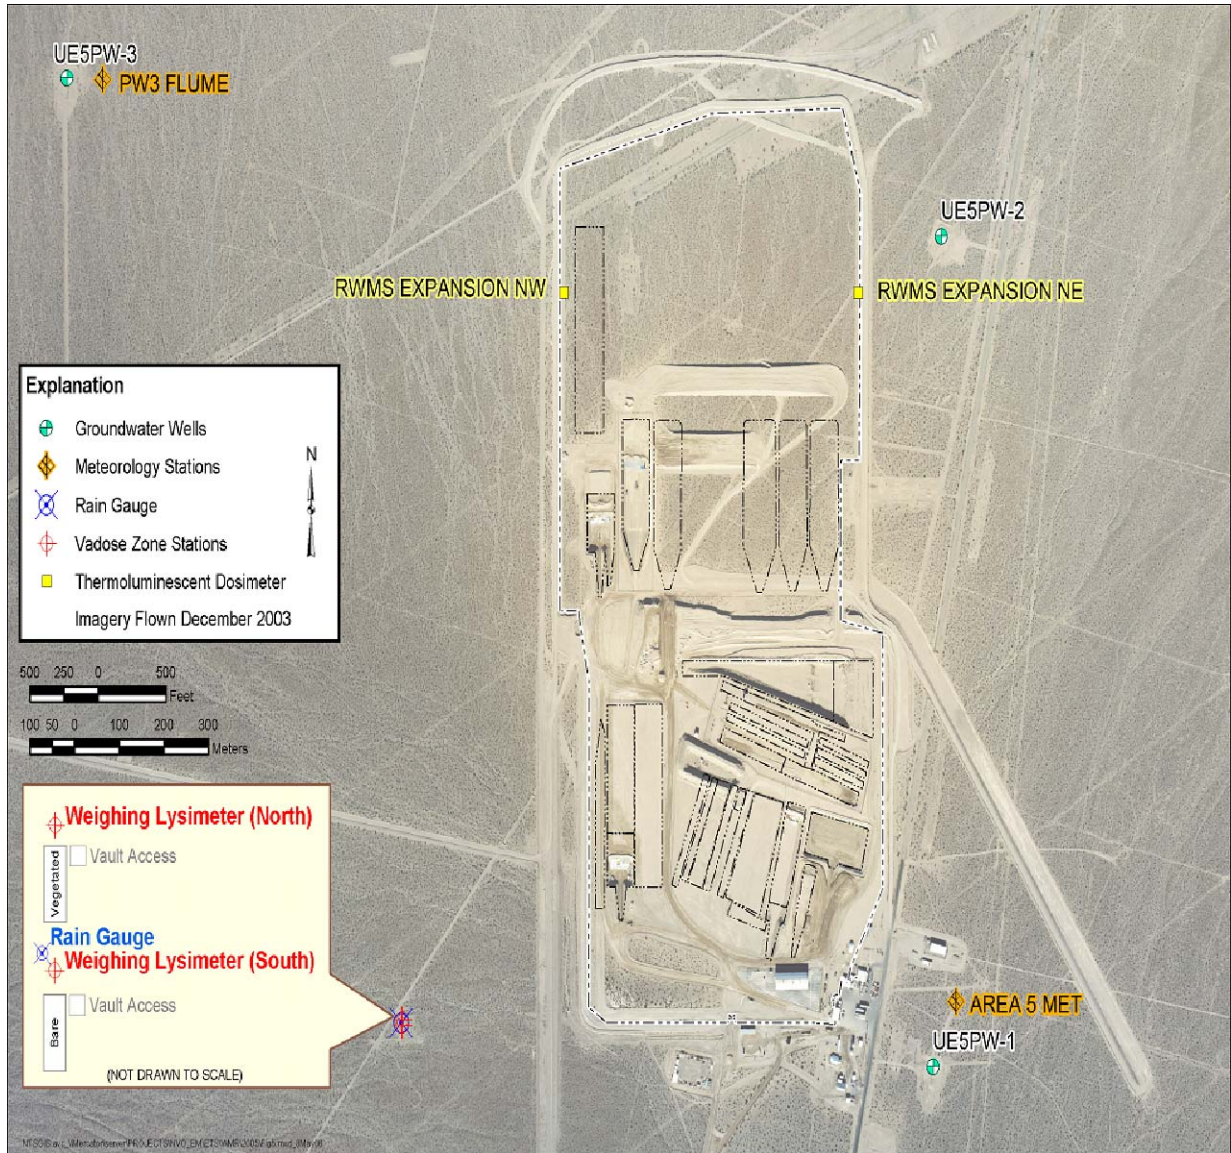 UE5PW-3
PW3 FLUME
UE5PW-2
RWMS EXPANSION NW
RWMS EXPANSION NE
Explanation
Groundwater Wells
Meteorology Stations
Rain Gauge
Vadose Zone Stations
Thermoluminescent Dosimeter
Imagery Flown December 2003
N
500 250 0 500
Feet
100 50 0 100 200 300
Meters
Weighing Lysimeter (North)
Vault Access
Vegetated
Rain Gauge
Weighing Lysimeter (South)
Vault Access
Bare
(NOT DRAWN TO SCALE)
AREA 5 MET
UE5PW-1